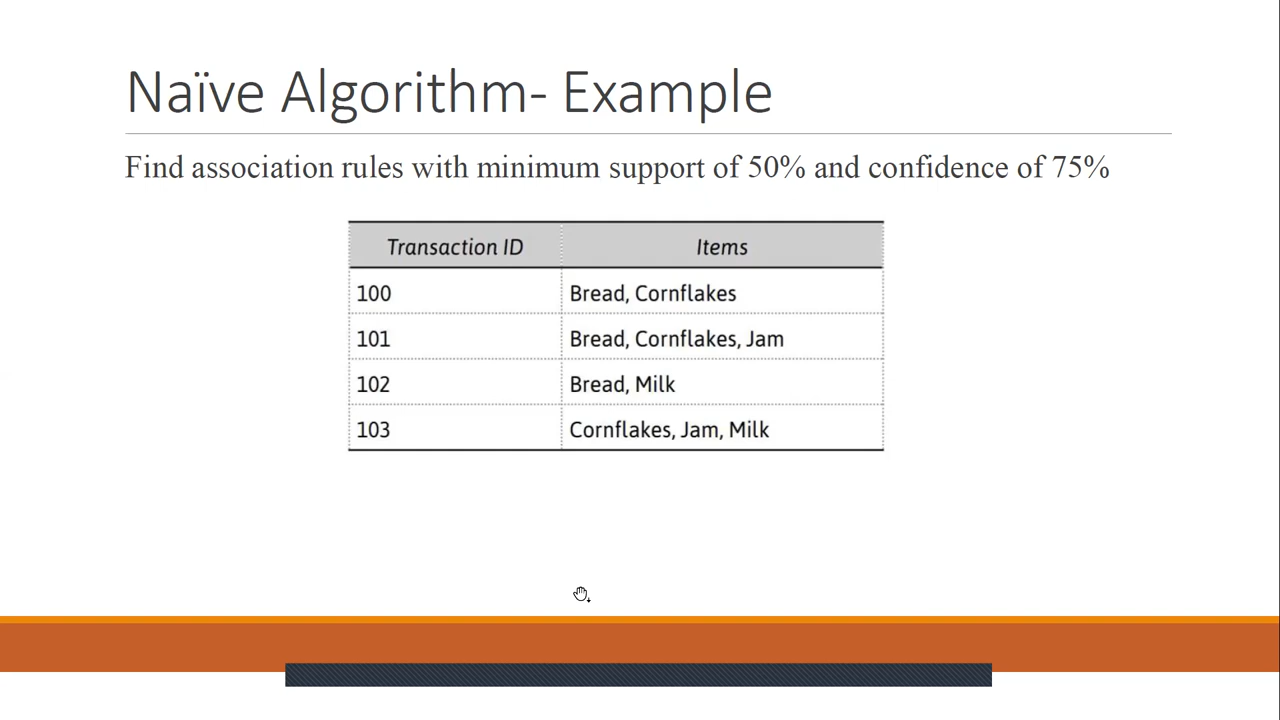 Naïve Algorithm- Example
Find association rules with minimum support of 50% and confidence of 75%
Transaction ID Items
100 Bread, Cornflakes
101 Bread, Cornflakes, Jam
102 Bread, Milk
103 Cornflakes, Jam, Milk